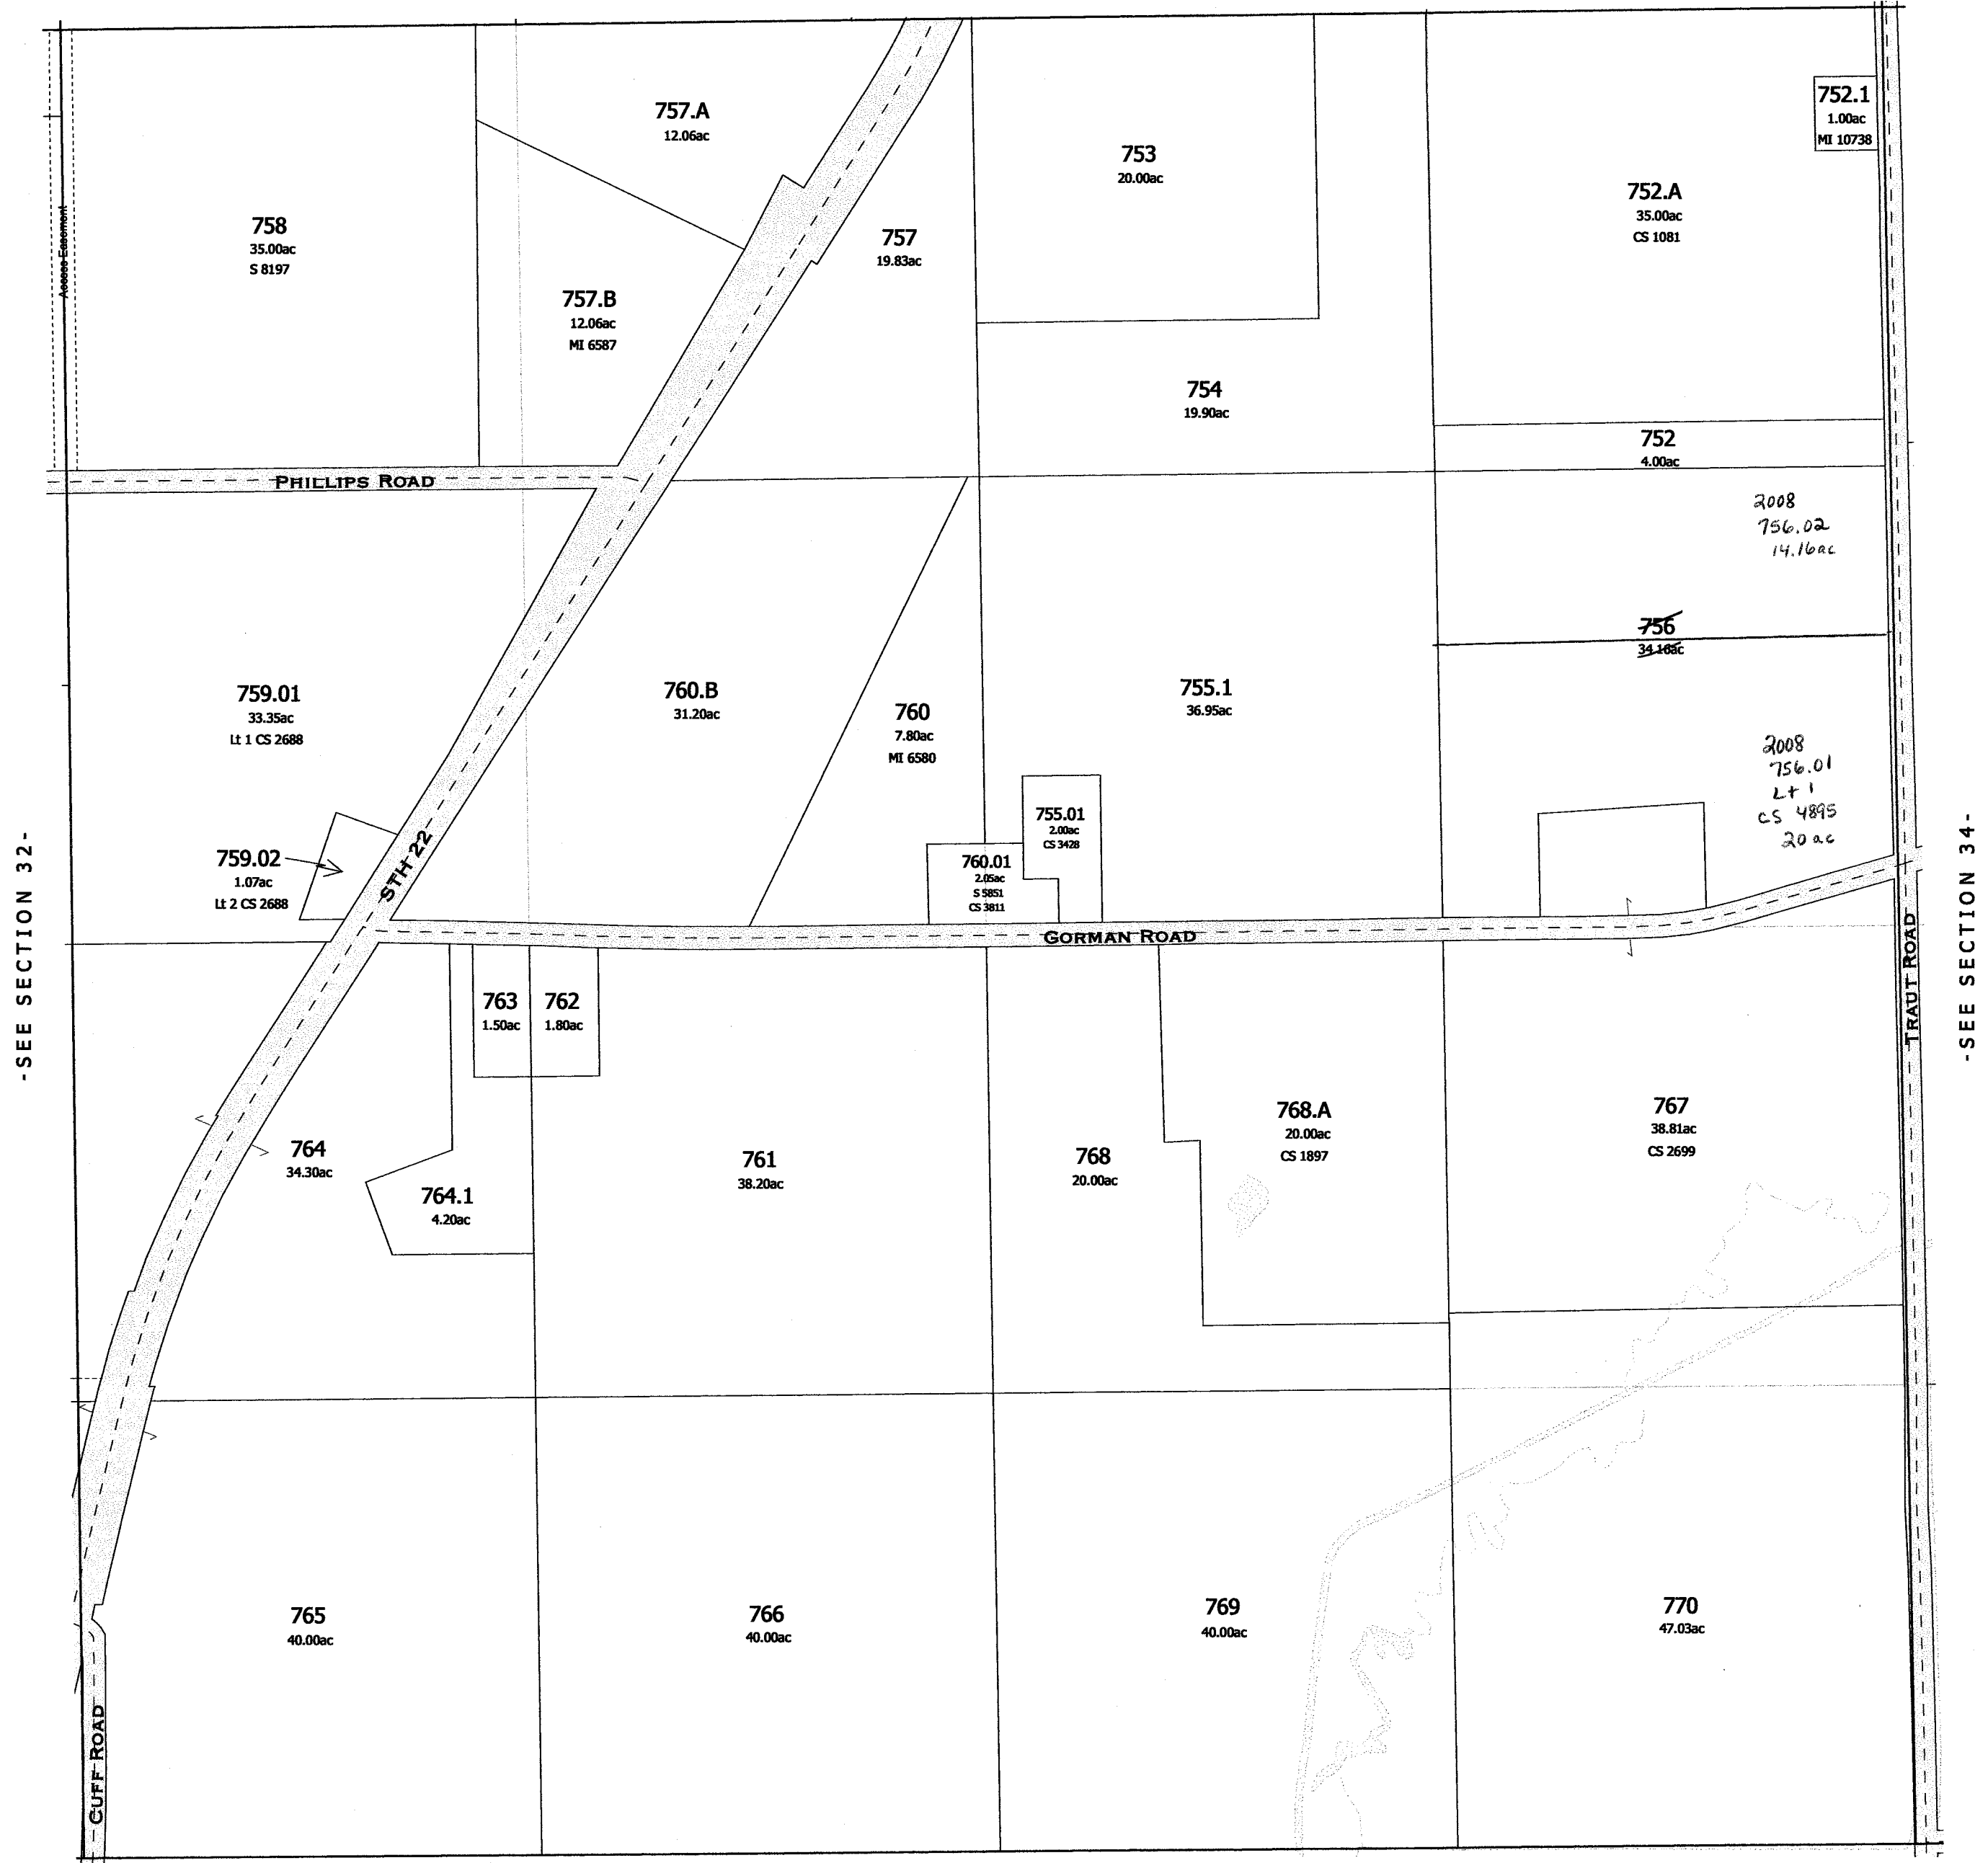 757.A
12.06ac
752.1
1.00ac
MI 10738
753
20.00ac
752.A
35.00ac
CS 1081
758
35.00ac
S 8197
Access Easement
757
19.83ac
757.B
12.06ac
MI 6587
754
19.90ac
752
4.00ac
PHILLIPS ROAD
2008
756.02
14.16ac
756
34.16ac
759.01
33.35ac
Lt 1 CS 2688
760.B
31.20ac
760
7.80ac
MI 6580
755.1
36.95ac
2008
756.01
Lt 1
CS 4895
20 ac
755.01
2.00ac
CS 3428
759.02
1.07ac
Lt 2 CS 2688
STH 22
760.01
2.05ac
S 5851
CS 3811
-SEE SECTION 32-
-SEE SECTION 34-
GORMAN ROAD
TRAUT ROAD
763
1.50ac
762
1.80ac
764
34.30ac
764.1
4.20ac
761
38.20ac
768
20.00ac
768.A
20.00ac
CS 1897
767
38.81ac
CS 2699
765
40.00ac
766
40.00ac
769
40.00ac
770
47.03ac
CUFF ROAD